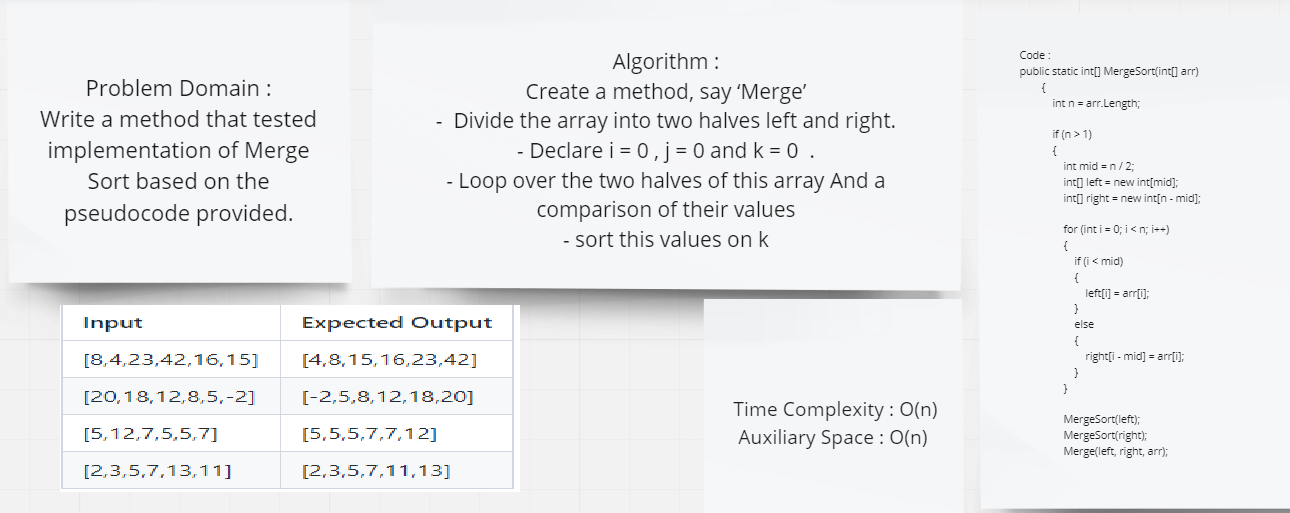 Problem Domain :
Write a method that tested
implementation of Merge
Sort based on the
pseudocode provided.
Algorithm :
Create a method, say ‘Merge’
- Divide the array into two halves left and right.
- Declare i = 0 , j = 0 and k = 0 .
- Loop over the two halves of this array And a
comparison of their values
- sort this values on k
Input Expected Output
[8,4,23,42,16,15] [4,8,15,16,23,42]
[20,18,12,8,5,-2] [-2,5,8,12,18,20]
[5,12,7,5,5,7] [5,5,5,7,7,12]
[2,3,5,7,13,11] [2,3,5,7,11,13]
Time Complexity : O(n)
Auxiliary Space : O(n)
Code :
public static int[] MergeSort(int[] arr)
{
int n = arr.Length;
if (n > 1)
{
int mid = n / 2;
int[] left = new int[mid];
int[] right = new int[n - mid];
for (int i = 0; i < n; i++)
{
if (i < mid)
{
left[i] = arr[i];
}
else
{
right[i - mid] = arr[i];
}
}
MergeSort(left);
MergeSort(right);
Merge(left, right, arr);